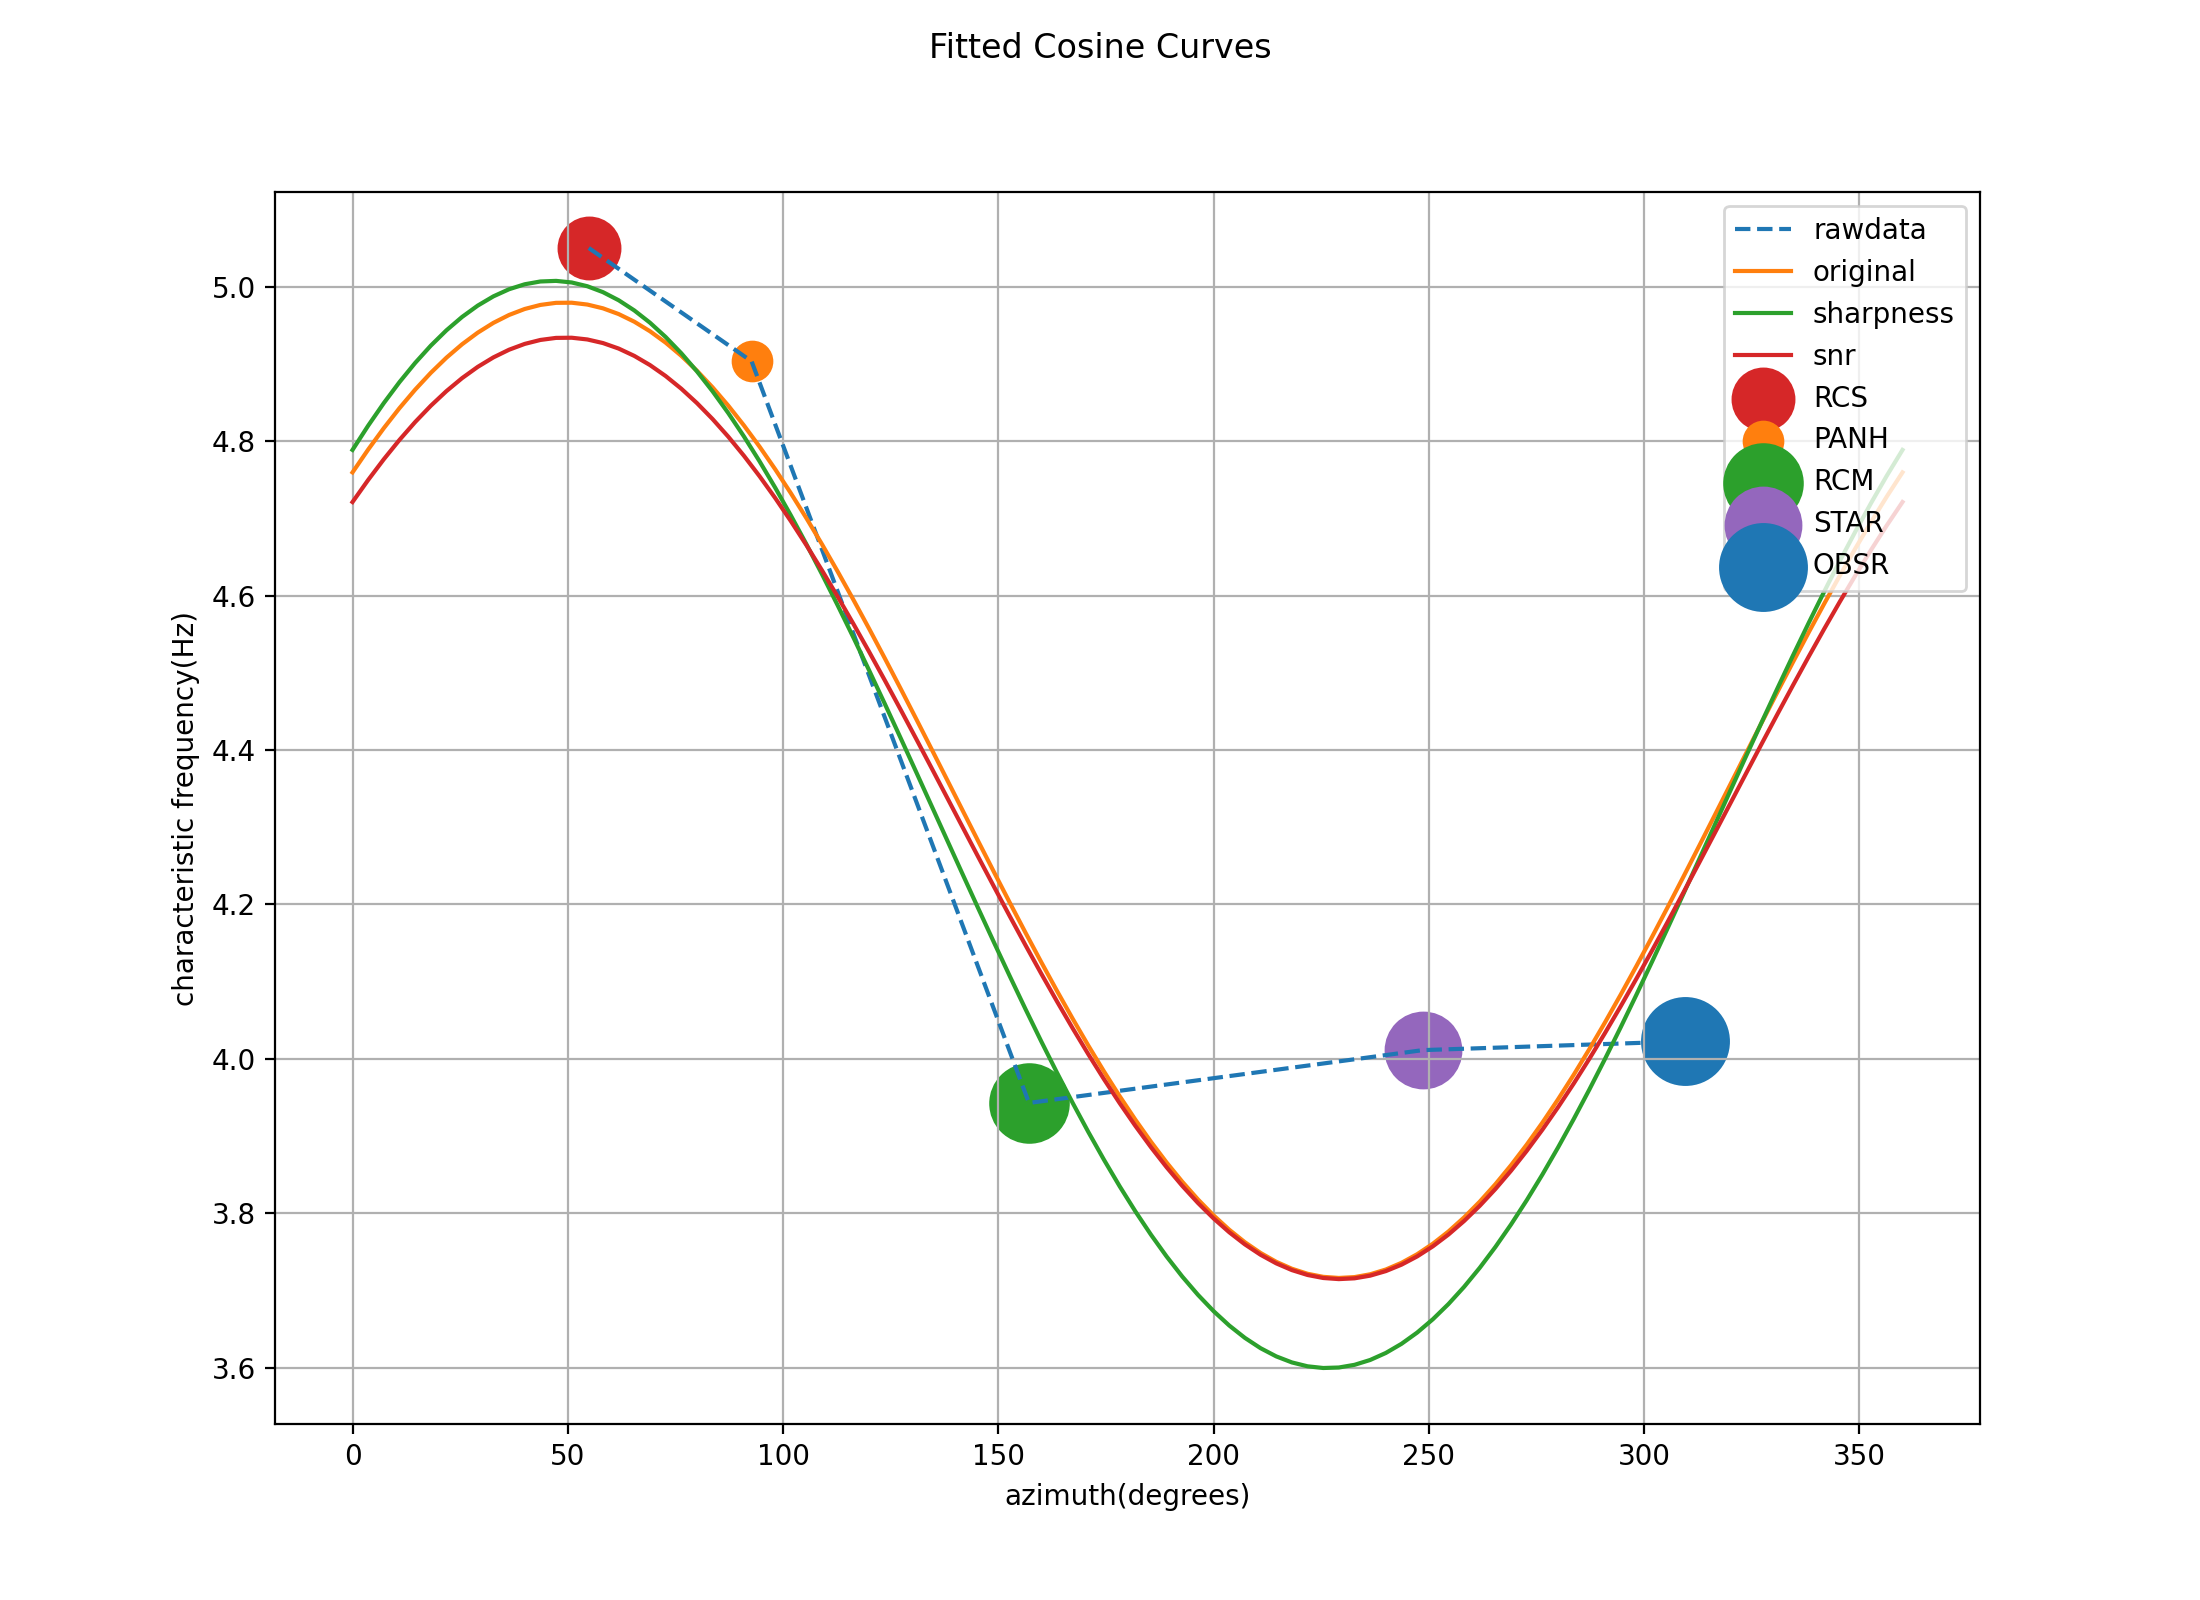 Fitted Cosine Curves
rawdata
original
sharpness
snr
RCS
PANH
RCM
STAR
OBSR
characteristic frequency(Hz)
5.0
4.8
4.6
4.4
4.2
4.0
3.8
3.6
0 50 100 150 200 250 300 350
azimuth(degrees)